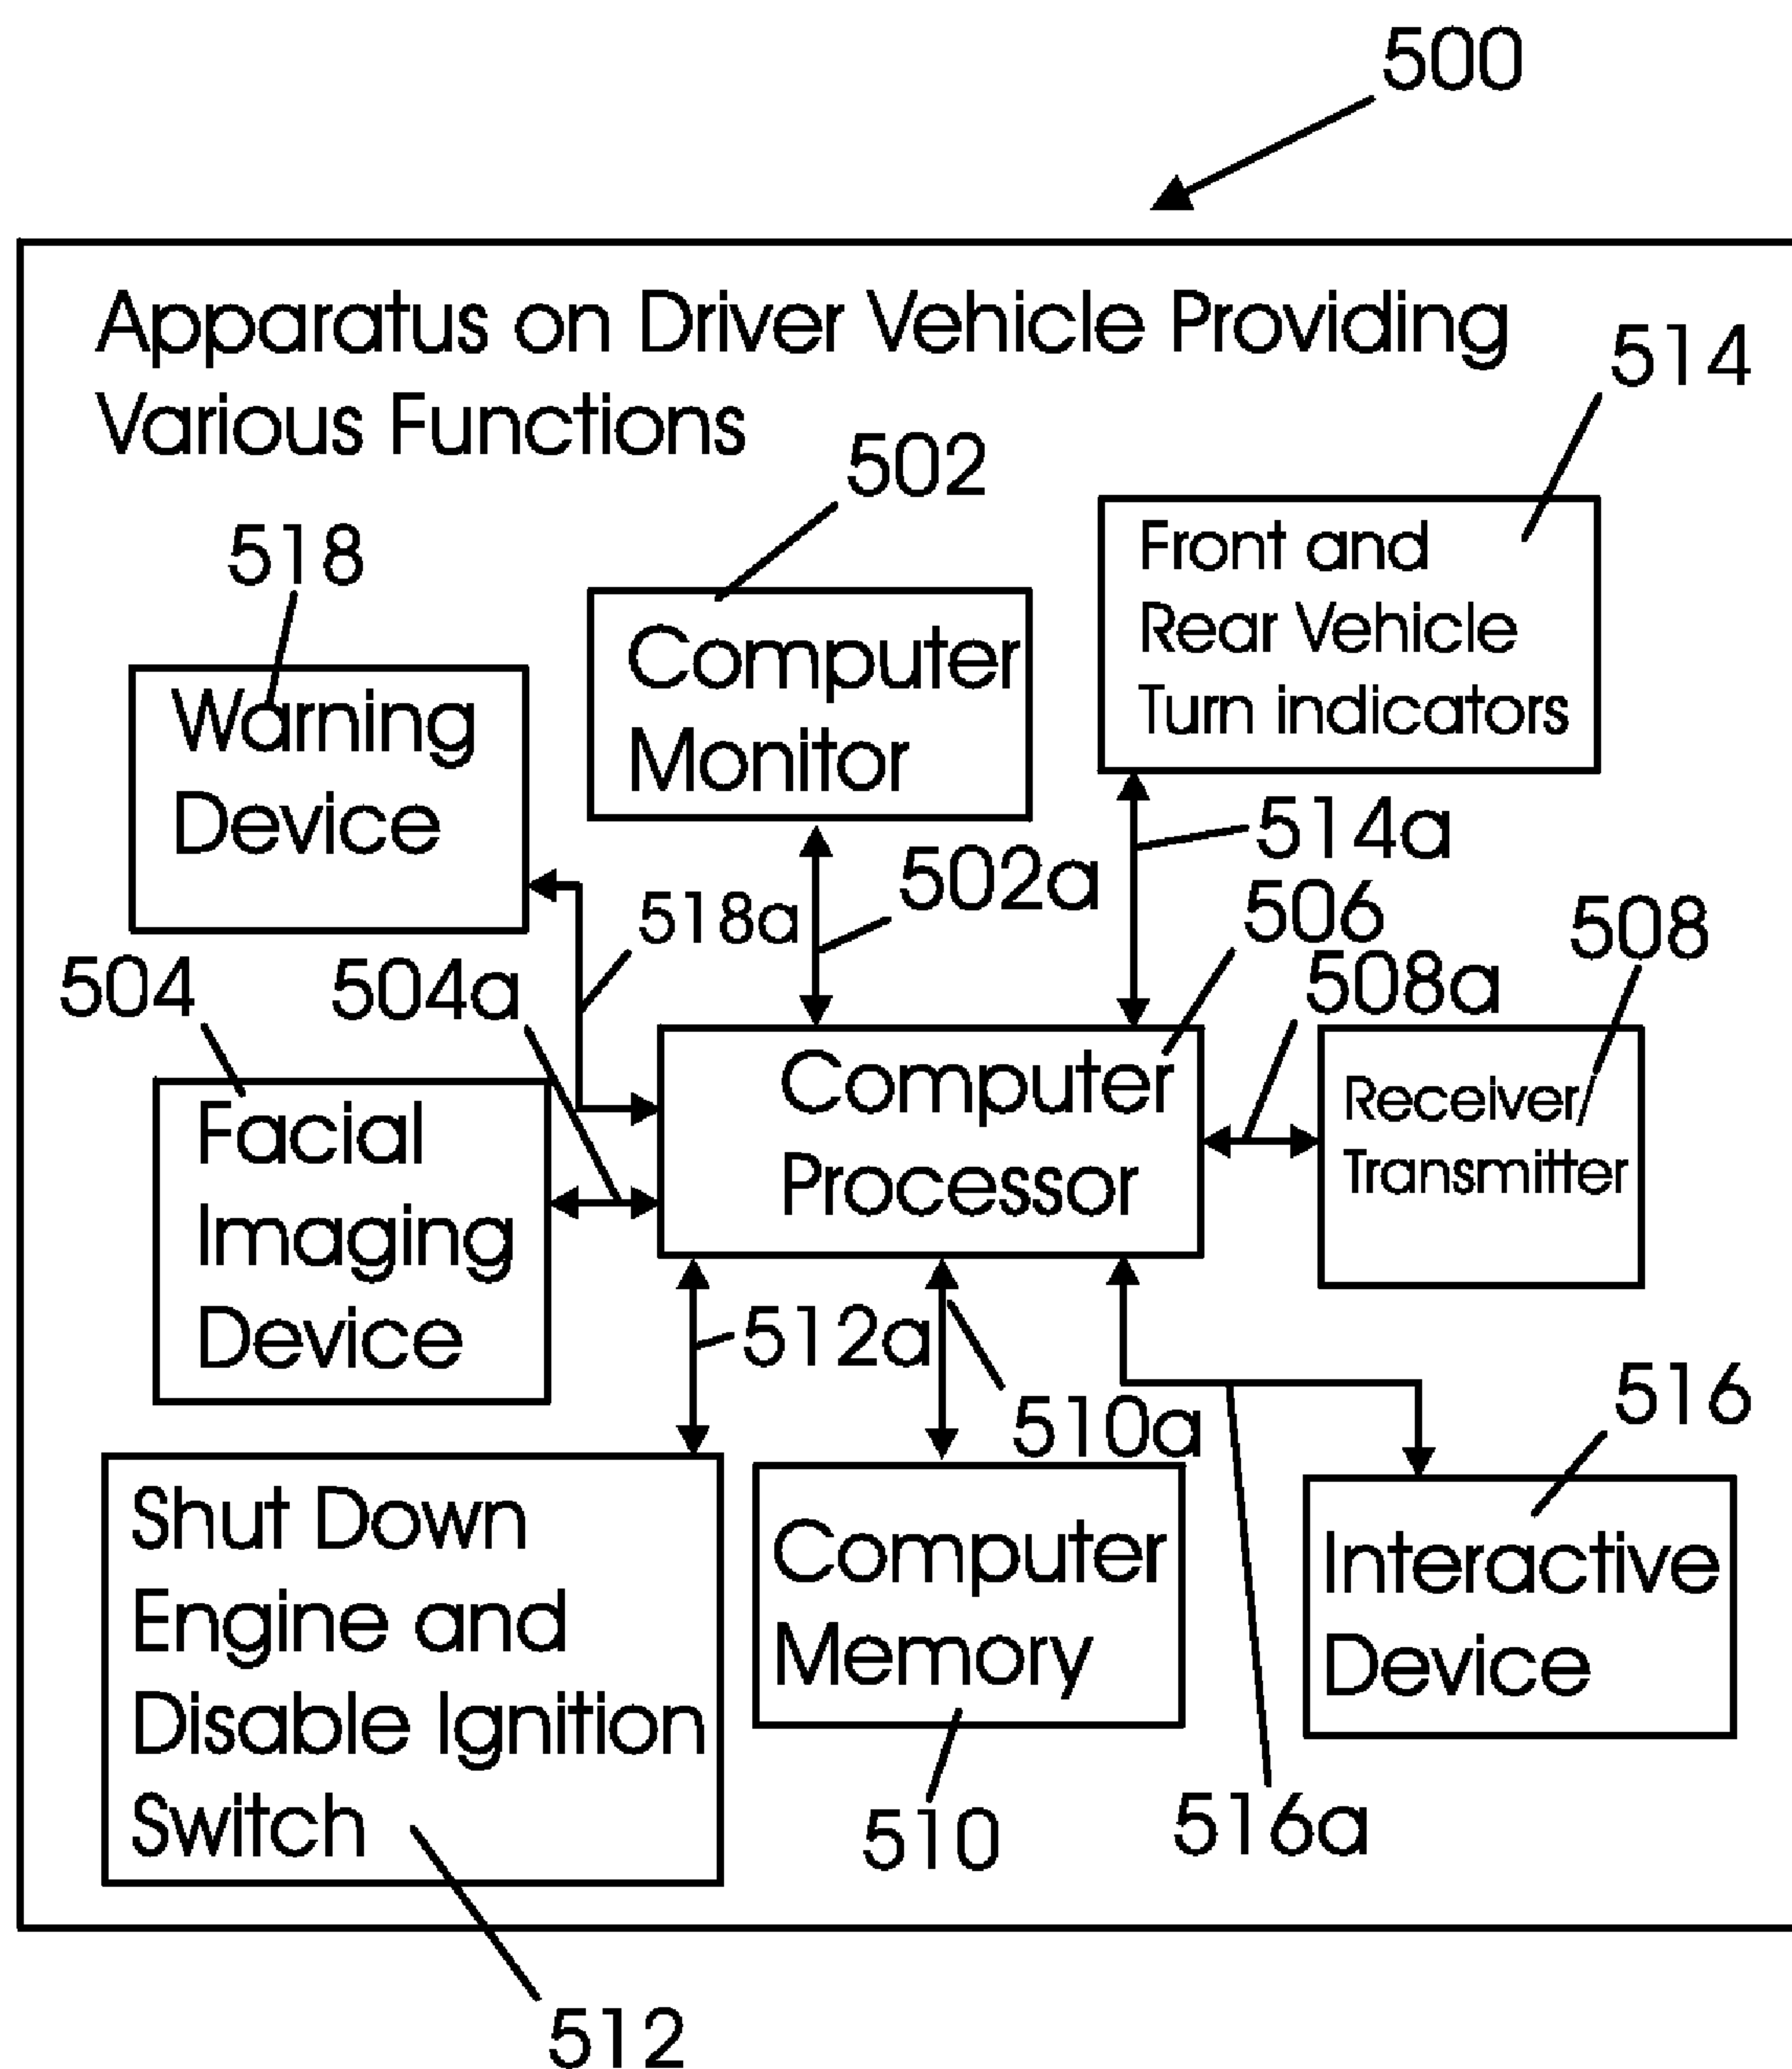 500
Apparatus on Driver Vehicle Providing
Various Functions
514
502
518
Front and
Rear Vehicle
Turn indicators
Computer
Monitor
Warning
Device
514a
502a
518a
506
508
504
504a
508a
Computer
Processor
Receiver/
Transmitter
Facial
Imaging
Device
512a
510a
516
Shut Down
Engine and
Disable Ignition
Switch
Computer
Memory
Interactive
Device
510
516a
512